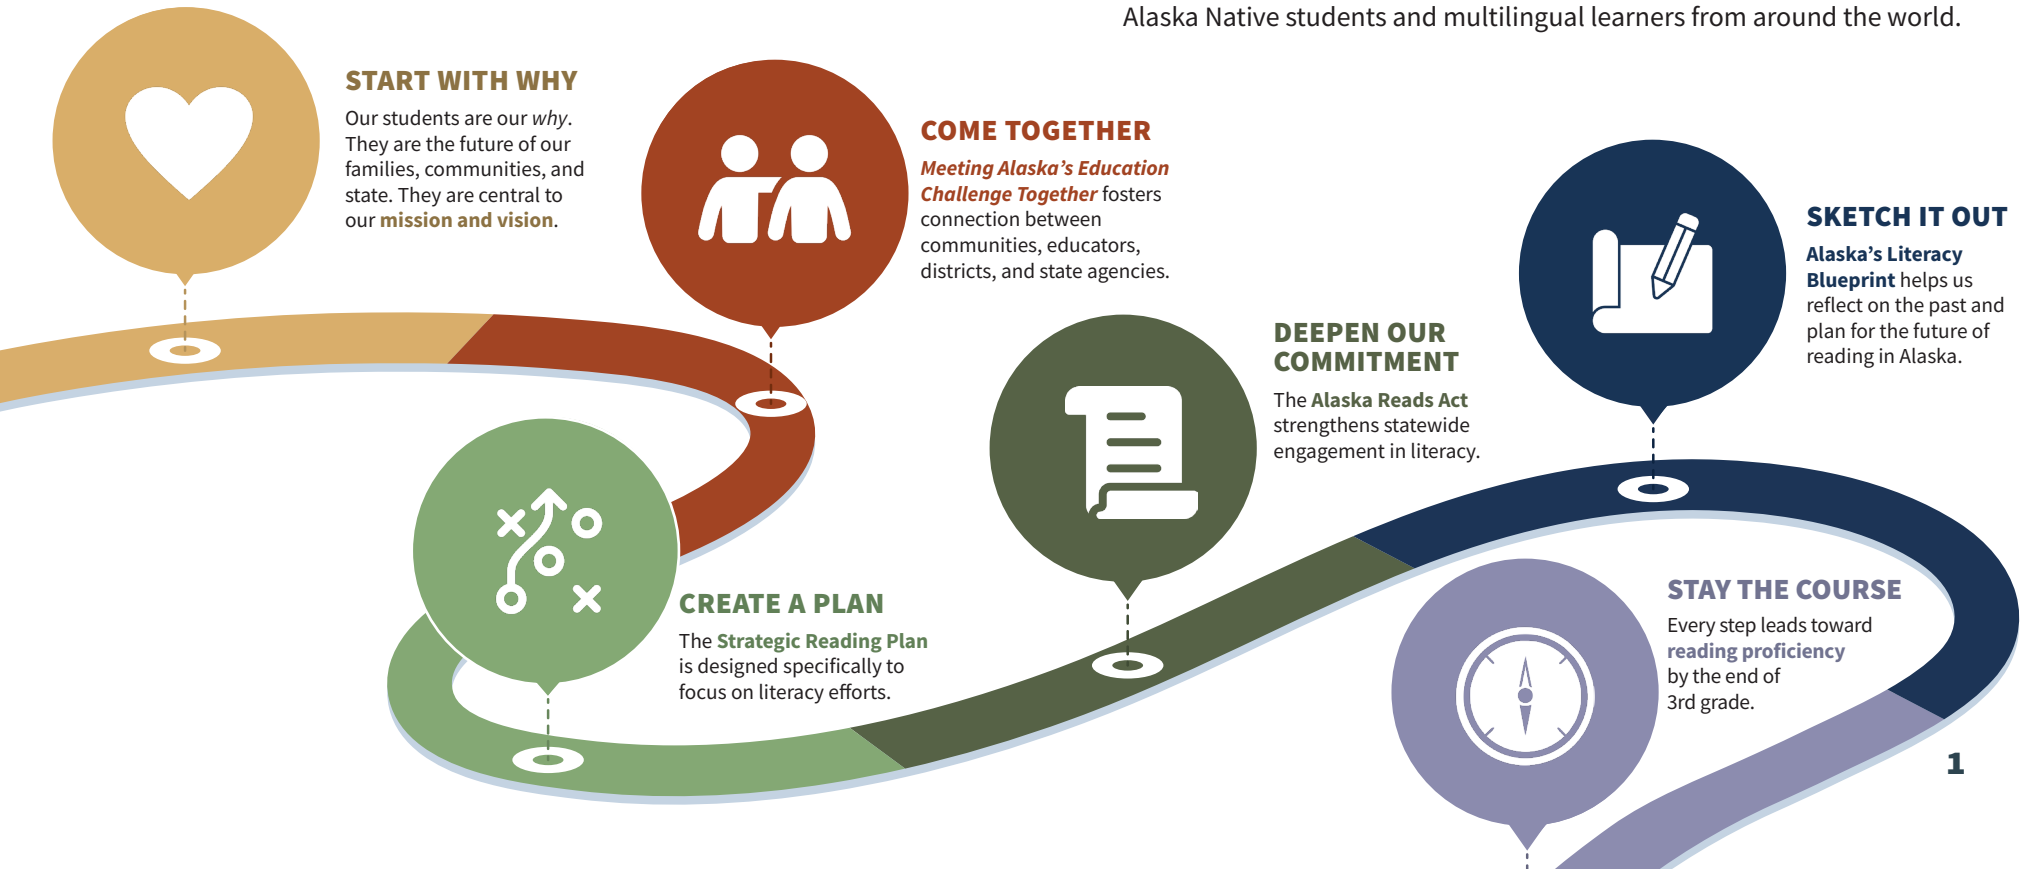 Alaska Native students and multilingual learners from around the world.
START WITH WHY
Our students are our why.
They are the future of our
families, communities, and
state. They are central to
our mission and vision.
COME TOGETHER
Meeting Alaska’s Education
Challenge Together fosters
connection between
communities, educators,
districts, and state agencies.
CREATE A PLAN
The Strategic Reading Plan
is designed specifically to
focus on literacy efforts.
DEEPEN OUR
COMMITMENT
The Alaska Reads Act
strengthens statewide
engagement in literacy.
SKETCH IT OUT
Alaska’s Literacy
Blueprint helps us
reflect on the past and
plan for the future of
reading in Alaska.
STAY THE COURSE
Every step leads toward
reading proficiency
by the end of
3rd grade.
1